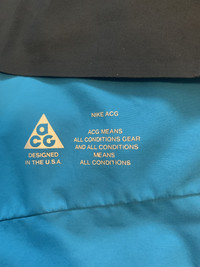 NIKE ACG
ACG MEANS
ALL CONDITIONS GEAR
AND ALL CONDITIONS
MEANS
ALL CONDITIONS
aCG
DESIGNED
IN THE U.S.A.